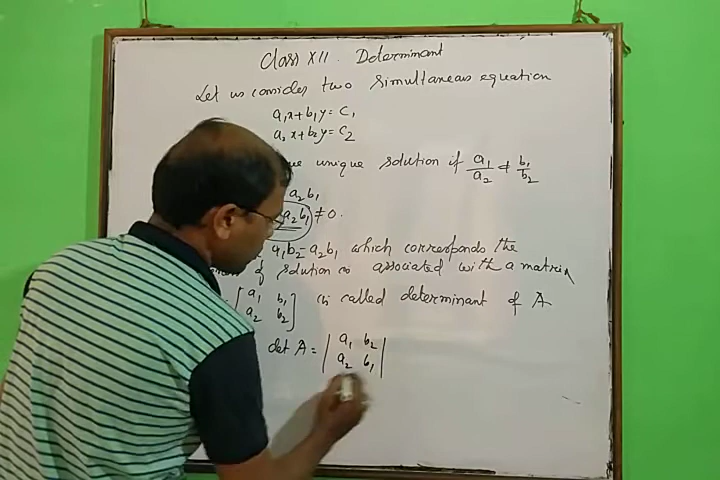 Class XII. Determinant
Let us consider two simultaneous equation
a₁x + b₁y = C₁
a₂x + b₂y = C₂
unique solution if a₁/a₂ ≠ b₁/b₂
a₂b₁
a₂b₁ ≠ 0.
a₁b₂ - a₂b₁ which corresponds the
of solution is associated with a matrix
[a₁ b₁
a₂ b₂] is called determinant of A
det A = |a₁ b₂
a₂ b₁|